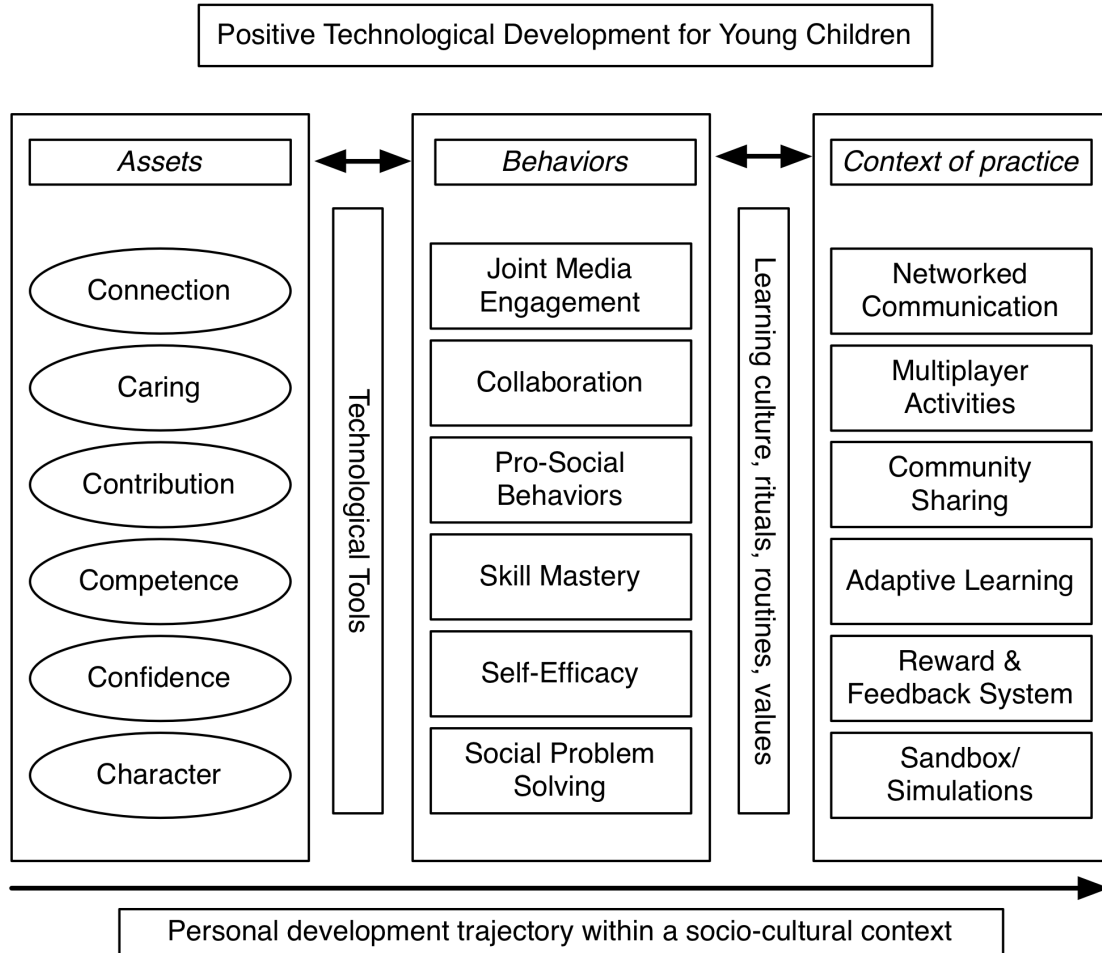 Positive Technological Development for Young Children
Assets
Behaviors
Context of practice
Connection
Caring
Contribution
Competence
Confidence
Character
Technological Tools
Joint Media
Engagement
Collaboration
Pro-Social
Behaviors
Skill Mastery
Self-Efficacy
Social Problem
Solving
Learning culture, rituals, routines, values
Networked
Communication
Multiplayer
Activities
Community
Sharing
Adaptive Learning
Reward &
Feedback System
Sandbox/
Simulations
Personal development trajectory within a socio-cultural context